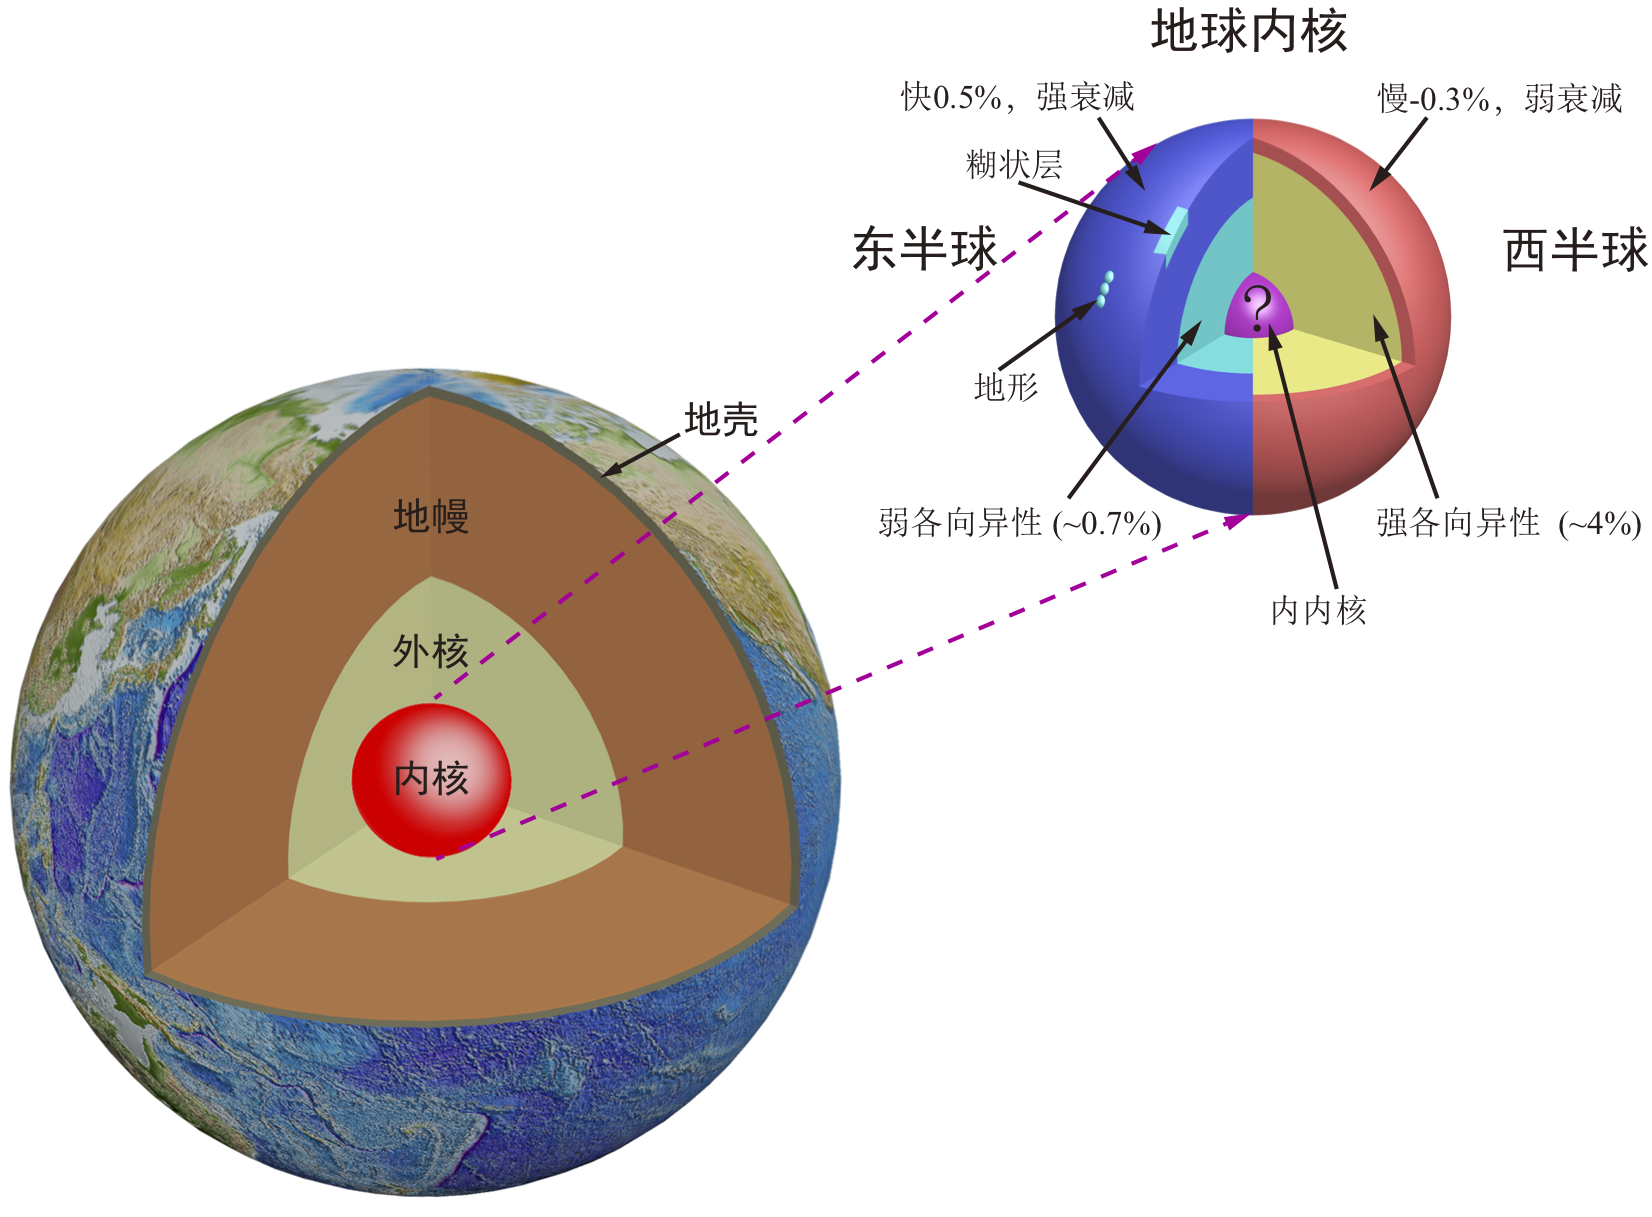 地球内核
快0.5%，强衰减
慢-0.3%，弱衰减
糊状层
东半球
西半球
?
地形
地壳
地幔
弱各向异性 (~0.7%)
强各向异性 (~4%)
内内核
外核
内核